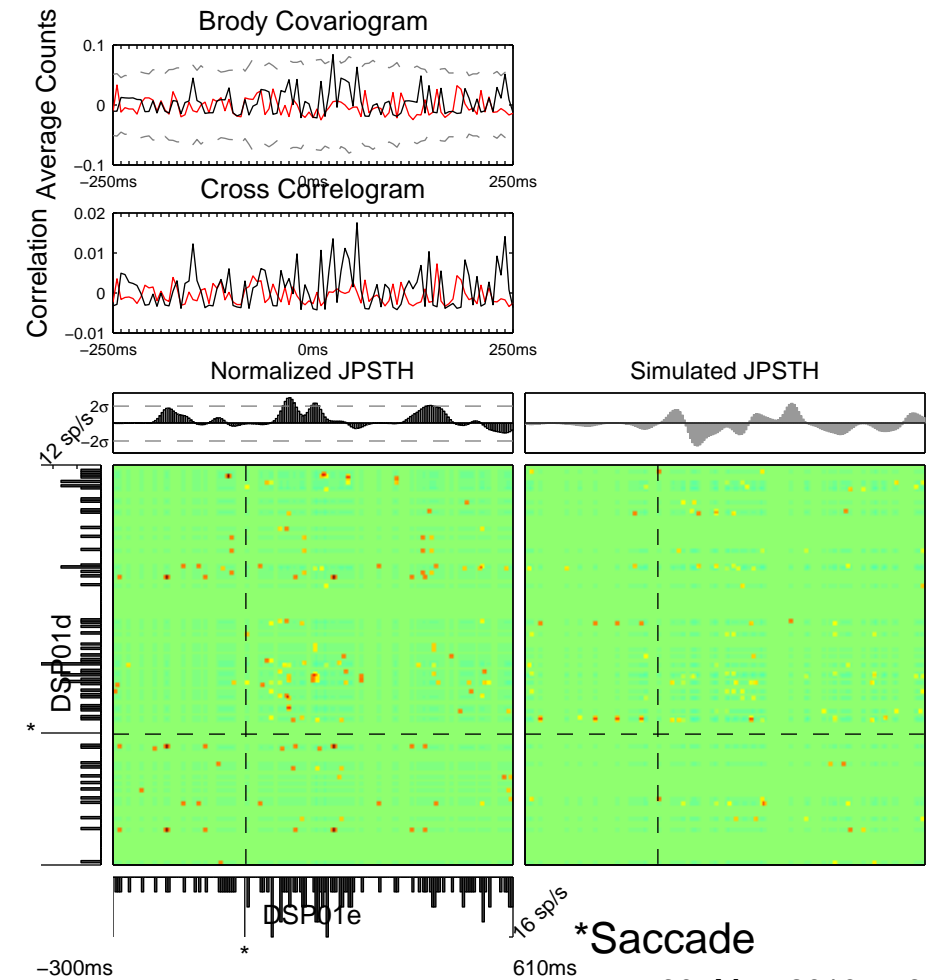 Brody Covariogram
Average Counts
0.1
0
−0.1
−250ms
0ms
250ms
Cross Correlogram
Correlation
0.02
0.01
0
−0.01
−250ms
0ms
250ms
Normalized JPSTH
Simulated JPSTH
2σ
−2σ
12 sp/s
DSP01d
*
DSP01e
16 sp/s
*
*Saccade
−300ms
610ms